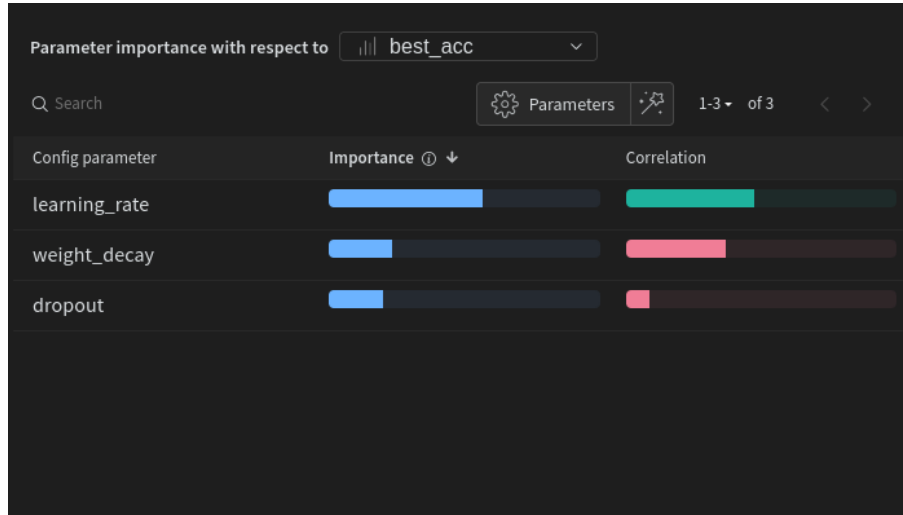 Parameter importance with respect to best_acc
Search Parameters 1-3 of 3
Config parameter Importance Correlation
learning_rate
weight_decay
dropout